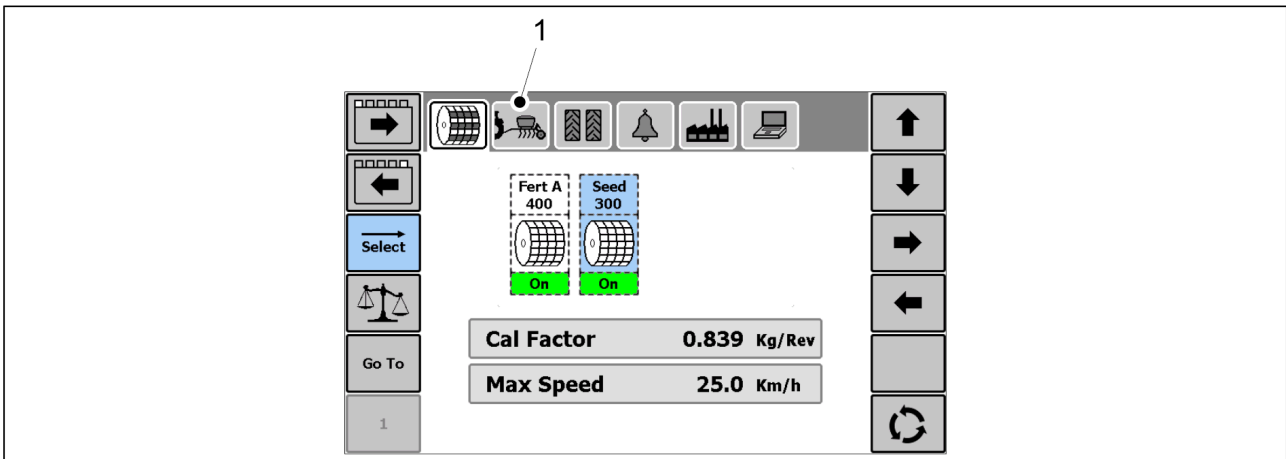 1
Fert A
400
Seed
300
Select
On
On
Cal Factor 0.839 Kg/Rev
Go To
Max Speed 25.0 Km/h
1